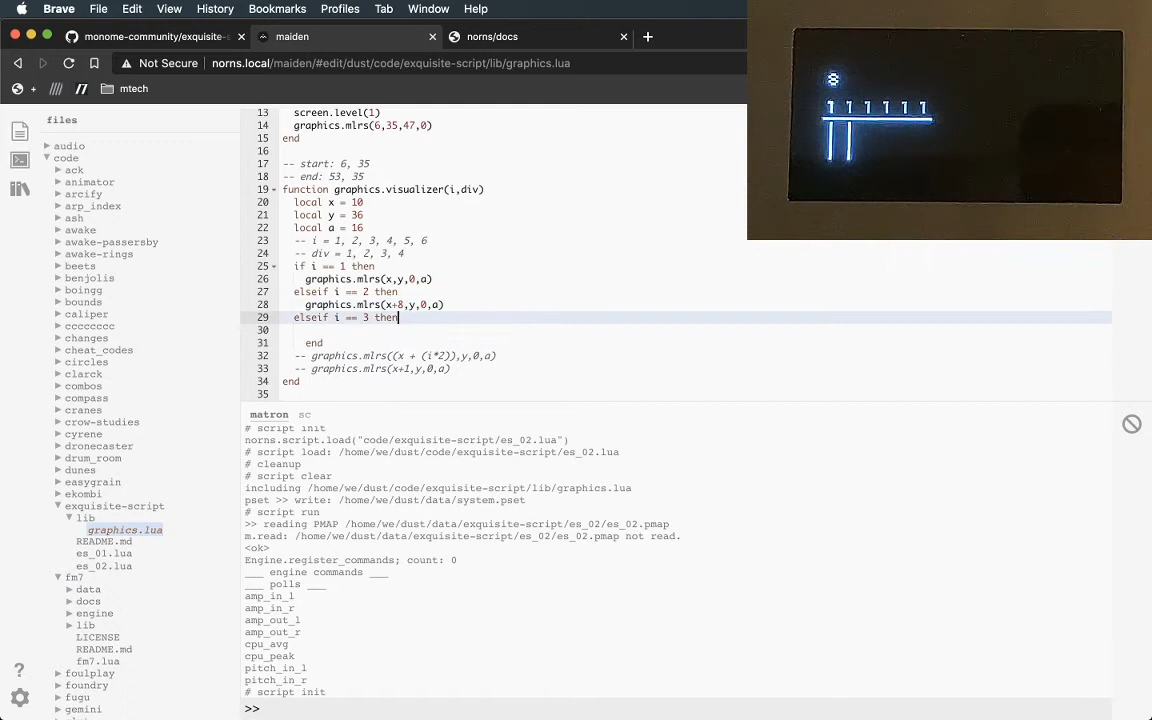 Brave File Edit View History Bookmarks Profiles Tab Window Help
monome-community/exquisite-s
maiden
norns/docs
Not Secure norns.local/maiden/#edit/dust/code/exquisite-script/lib/graphics.lua
mtech
8
1 1 1 1 1 1
files
audio
code
ack
animator
arcify
arp_index
ash
awake
awake-passersby
awake-rings
beets
benjolis
boingg
bounds
caliper
cccccccc
changes
cheat_codes
circles
clarck
combos
compass
cranes
crow-studies
cyrene
dronecaster
drum_room
dunes
easygrain
ekombi
exquisite-script
lib
graphics.lua
README.md
es_01.lua
es_02.lua
fm7
data
docs
engine
lib
LICENSE
README.md
fm7.lua
foulplay
foundry
fugu
gemini
?
13 screen.level(1)
14 graphics.mlrs(6,35,47,0)
15 end
16
17 -- start: 6, 35
18 -- end: 53, 35
19 function graphics.visualizer(i,div)
20 local x = 10
21 local y = 36
22 local a = 16
23 -- i = 1, 2, 3, 4, 5, 6
24 -- div = 1, 2, 3, 4
25 if i == 1 then
26 graphics.mlrs(x,y,0,a)
27 elseif i == 2 then
28 graphics.mlrs(x+8,y,0,a)
29 elseif i == 3 then
30
31 end
32 -- graphics.mlrs((x + (i*2)),y,0,a)
33 -- graphics.mlrs(x+1,y,0,a)
34 end
35
matron sc
# script init
norns.script.load("code/exquisite-script/es_02.lua")
# script load: /home/we/dust/code/exquisite-script/es_02.lua
# cleanup
# script clear
including /home/we/dust/code/exquisite-script/lib/graphics.lua
pset >> write: /home/we/dust/data/system.pset
# script run
>> reading PMAP /home/we/dust/data/exquisite-script/es_02/es_02.pmap
m.read: /home/we/dust/data/exquisite-script/es_02/es_02.pmap not read.
<ok>
Engine.register_commands; count: 0
___ engine commands ___
___ polls ___
amp_in_l
amp_in_r
amp_out_l
amp_out_r
cpu_avg
cpu_peak
pitch_in_l
pitch_in_r
# script init
>>